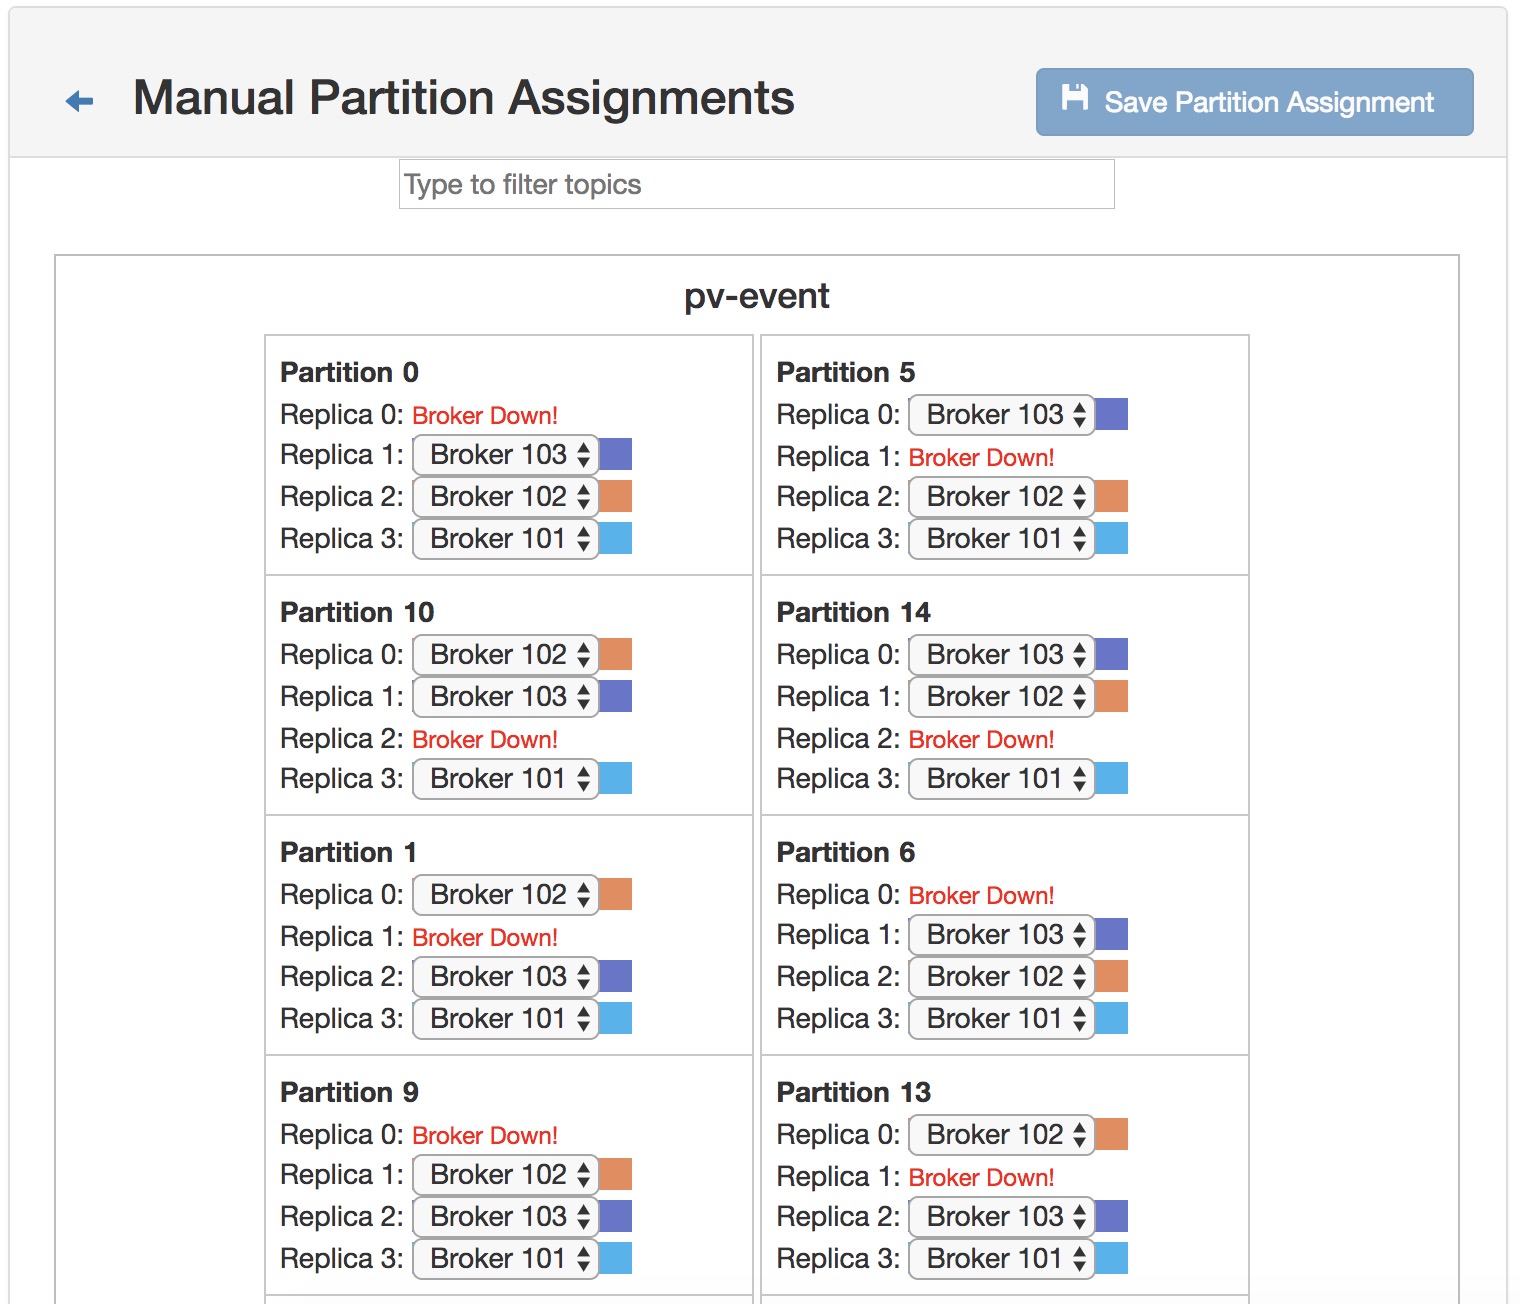 Manual Partition Assignments
Save Partition Assignment
Type to filter topics
pv-event
Partition 0
Replica 0: Broker Down!
Replica 1: Broker 103
Replica 2: Broker 102
Replica 3: Broker 101
Partition 5
Replica 0: Broker 103
Replica 1: Broker Down!
Replica 2: Broker 102
Replica 3: Broker 101
Partition 10
Replica 0: Broker 102
Replica 1: Broker 103
Replica 2: Broker Down!
Replica 3: Broker 101
Partition 14
Replica 0: Broker 103
Replica 1: Broker 102
Replica 2: Broker Down!
Replica 3: Broker 101
Partition 1
Replica 0: Broker 102
Replica 1: Broker Down!
Replica 2: Broker 103
Replica 3: Broker 101
Partition 6
Replica 0: Broker Down!
Replica 1: Broker 103
Replica 2: Broker 102
Replica 3: Broker 101
Partition 9
Replica 0: Broker Down!
Replica 1: Broker 102
Replica 2: Broker 103
Replica 3: Broker 101
Partition 13
Replica 0: Broker 102
Replica 1: Broker Down!
Replica 2: Broker 103
Replica 3: Broker 101